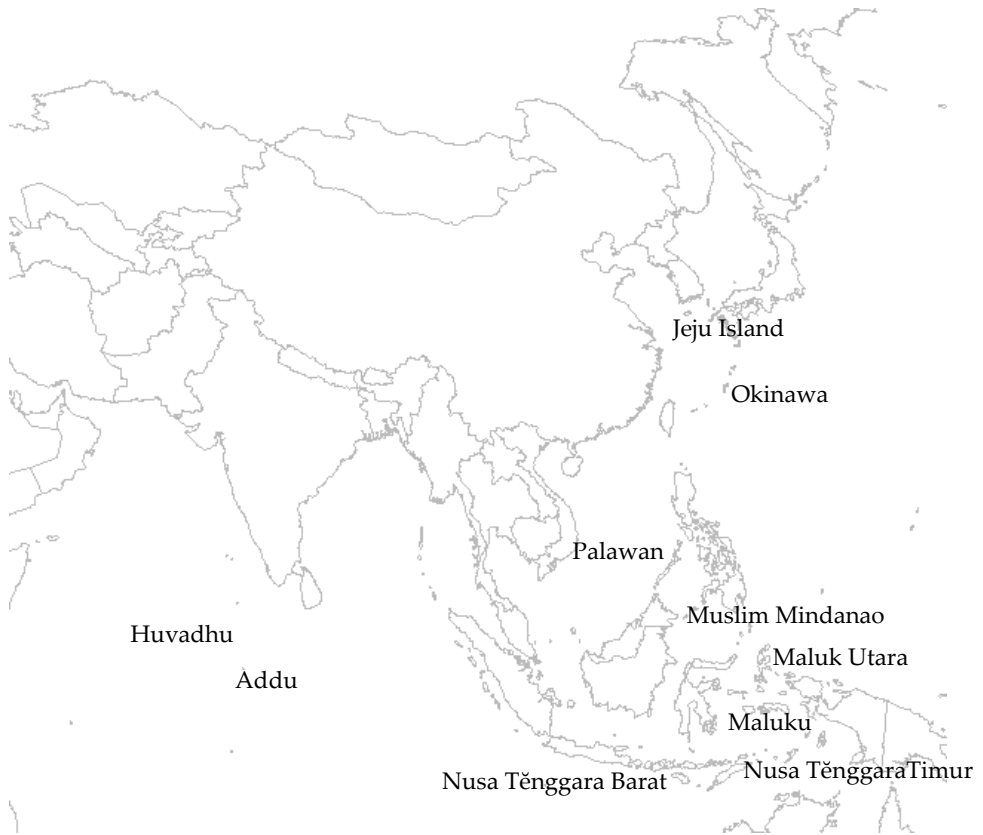 Jeju Island
Okinawa
Palawan
Muslim Mindanao
Huvadhu
Maluk Utara
Addu
Maluku
Nusa Tĕnggara Barat
Nusa TĕnggaraTimur